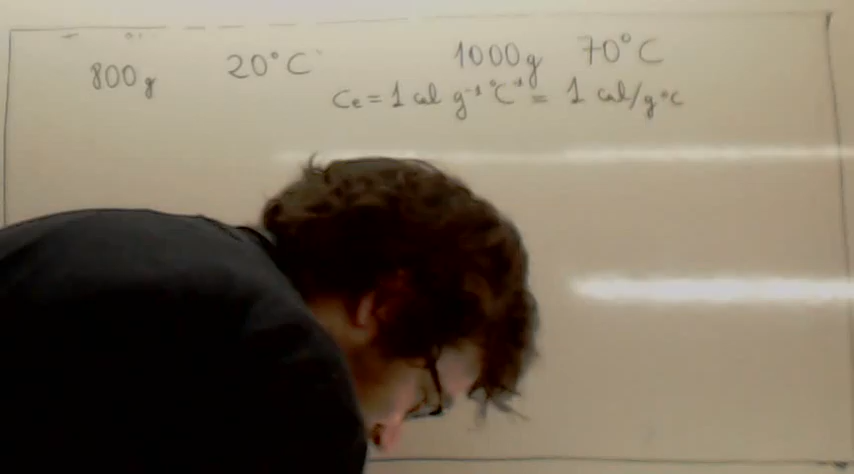 800g 20°C 1000g 70°C
Ce = 1 cal g⁻¹ °C⁻¹ = 1 cal/g°C